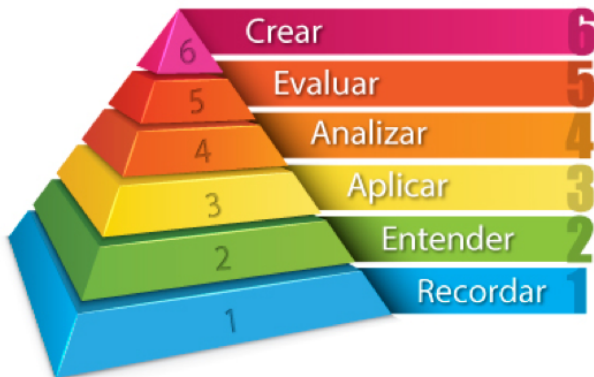 6 Crear 6
5 Evaluar 5
4 Analizar 4
3 Aplicar 3
2 Entender 2
1 Recordar 1